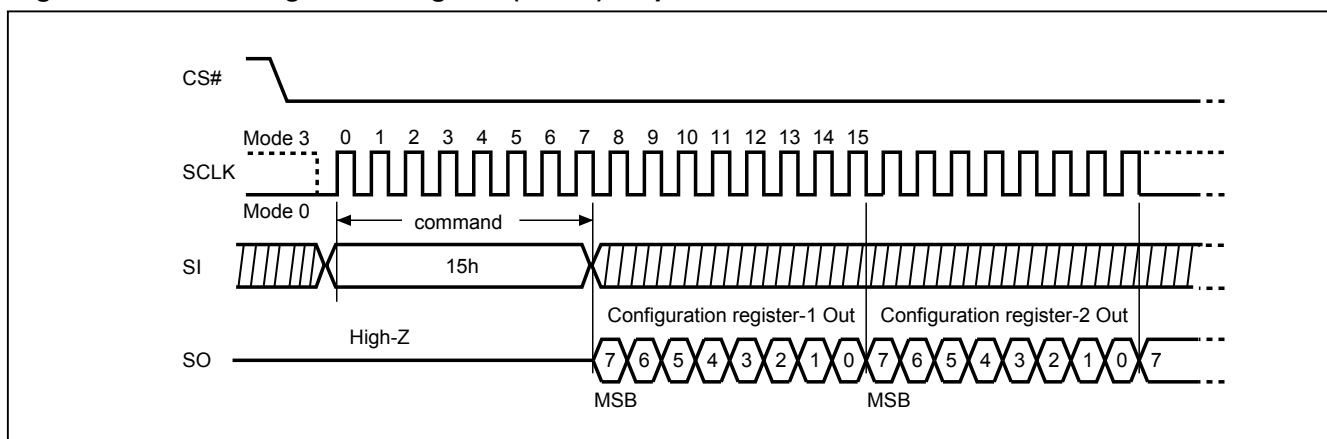 CS#
Mode 3
0 1 2 3 4 5 6 7 8 9 10 11 12 13 14 15
SCLK
Mode 0
command
SI
15h
Configuration register-1 Out
Configuration register-2 Out
High-Z
SO
7 6 5 4 3 2 1 0 7 6 5 4 3 2 1 0 7
MSB
MSB